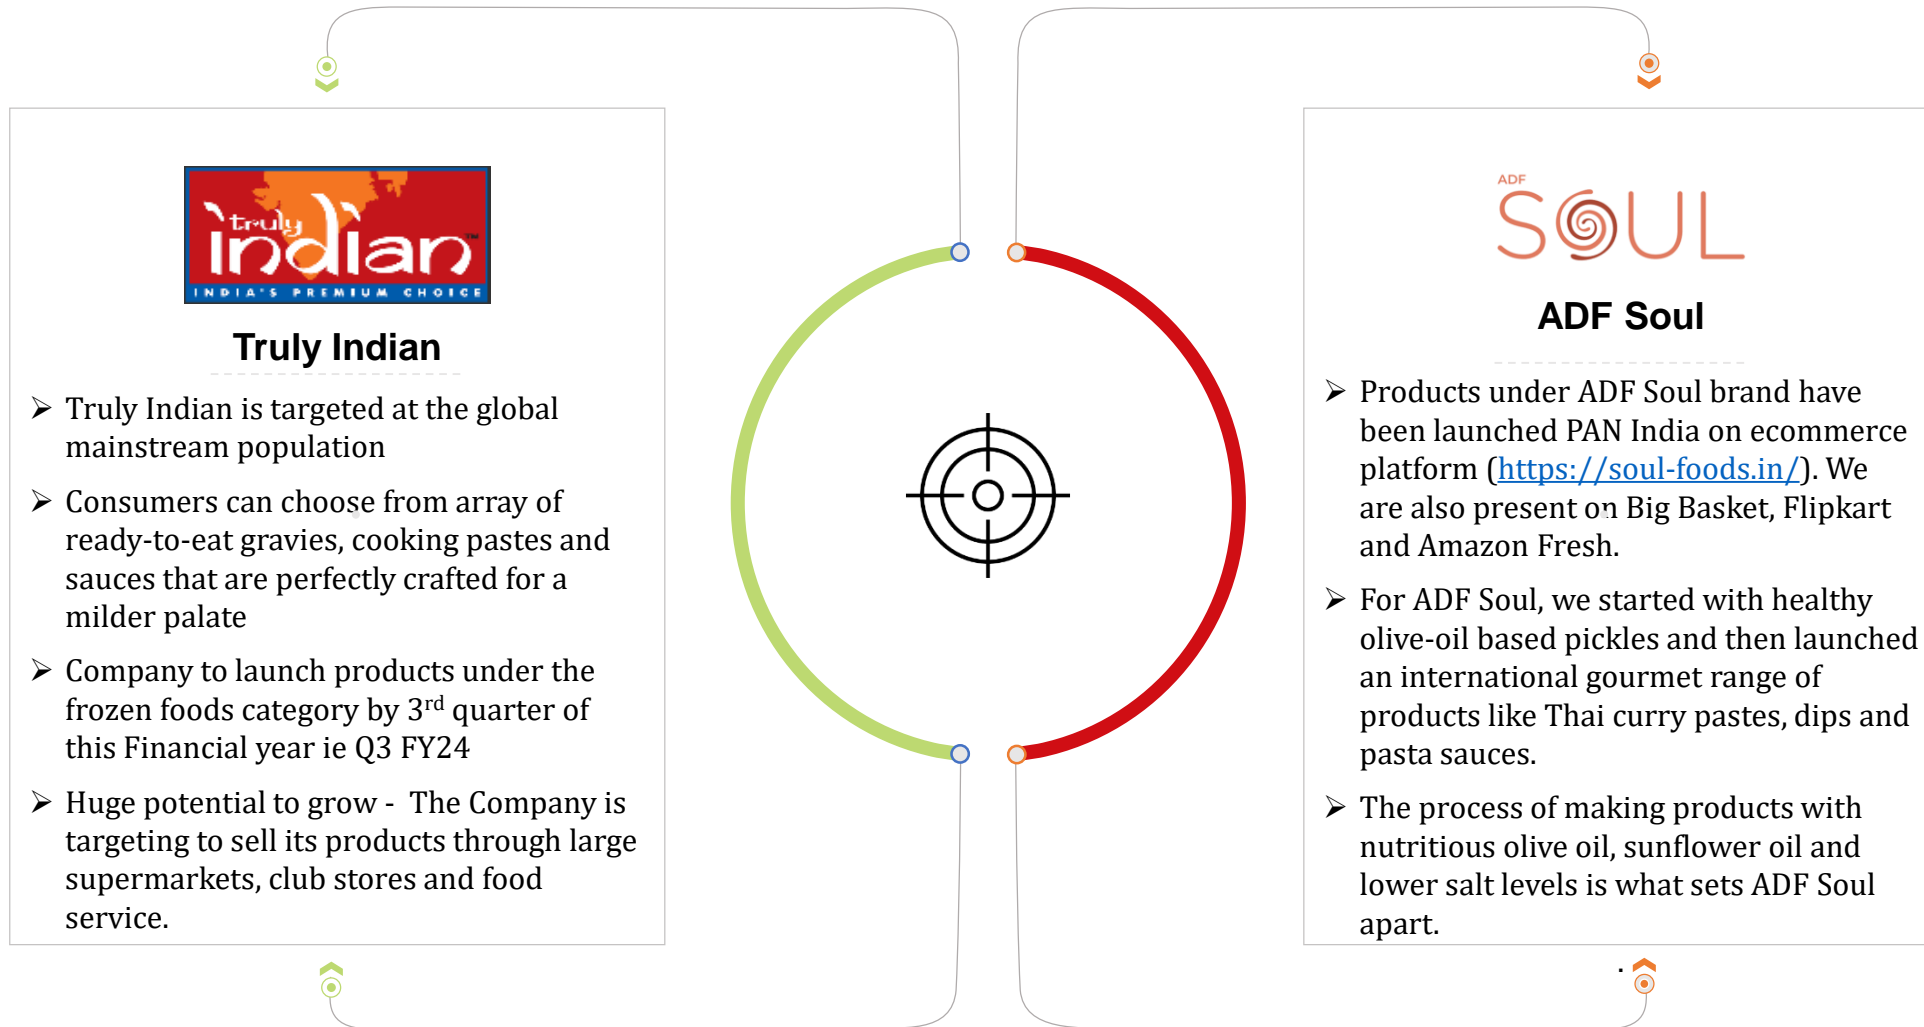 truly
indian™
INDIA'S PREMIUM CHOICE
Truly Indian
➢ Truly Indian is targeted at the global
mainstream population
➢ Consumers can choose from array of
ready-to-eat gravies, cooking pastes and
sauces that are perfectly crafted for a
milder palate
➢ Company to launch products under the
frozen foods category by 3rd quarter of
this Financial year ie Q3 FY24
➢ Huge potential to grow - The Company is
targeting to sell its products through large
supermarkets, club stores and food
service.
ADF
SOUL
ADF Soul
➢ Products under ADF Soul brand have
been launched PAN India on ecommerce
platform (https://soul-foods.in/). We
are also present on Big Basket, Flipkart
and Amazon Fresh.
➢ For ADF Soul, we started with healthy
olive-oil based pickles and then launched
an international gourmet range of
products like Thai curry pastes, dips and
pasta sauces.
➢ The process of making products with
nutritious olive oil, sunflower oil and
lower salt levels is what sets ADF Soul
apart.
.